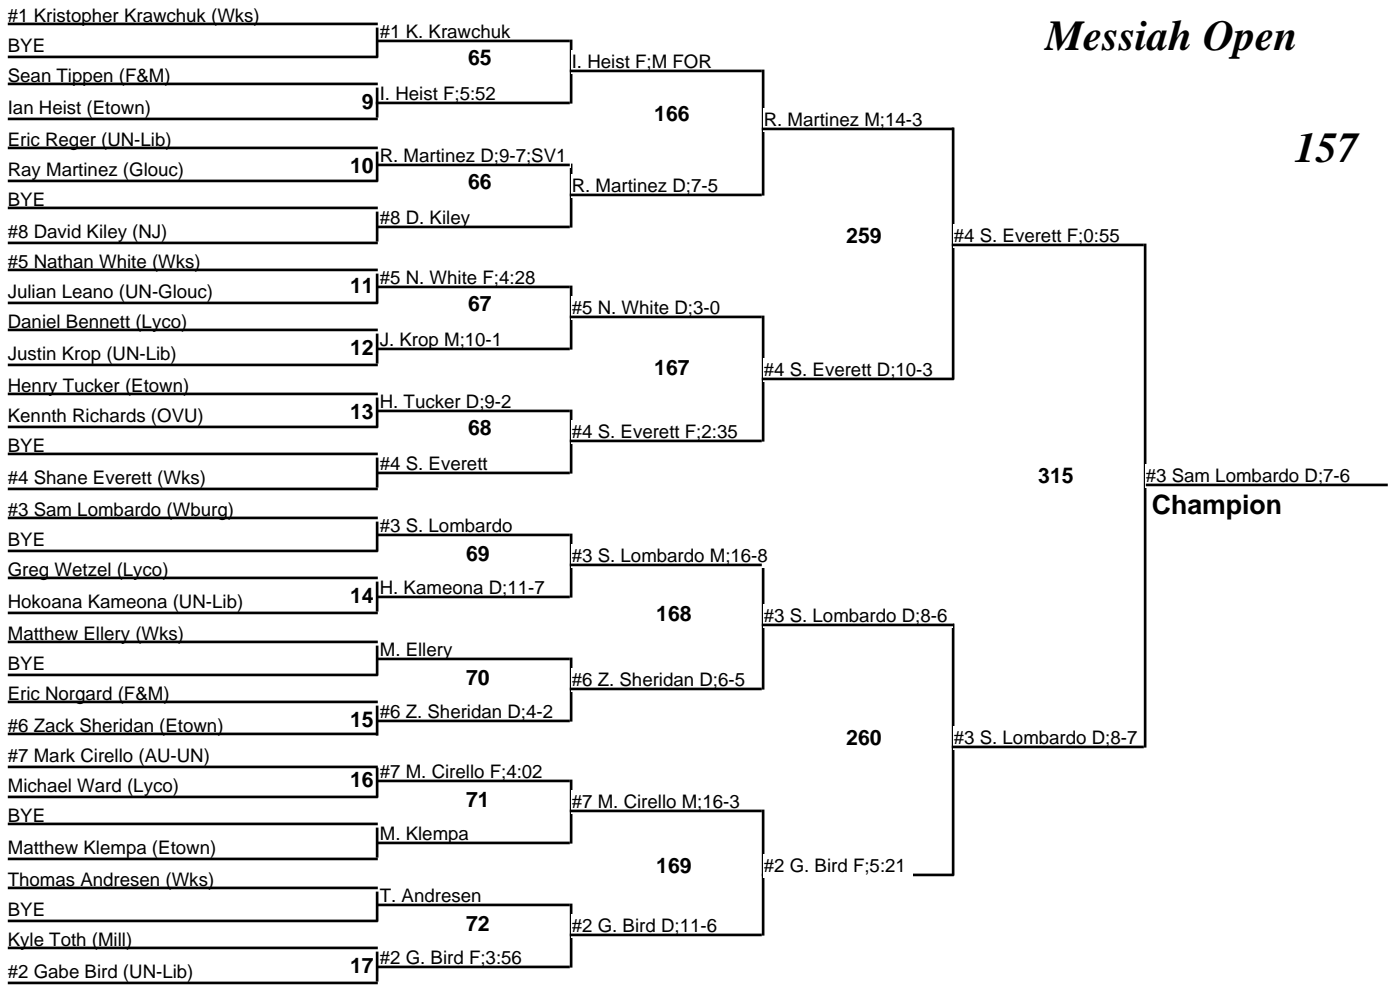 Messiah Open
157
#1 Kristopher Krawchuk (Wks)
BYE
Sean Tippen (F&M)
Ian Heist (Etown)
Eric Reger (UN-Lib)
Ray Martinez (Glouc)
BYE
#8 David Kiley (NJ)
#5 Nathan White (Wks)
Julian Leano (UN-Glouc)
Daniel Bennett (Lyco)
Justin Krop (UN-Lib)
Henry Tucker (Etown)
Kennth Richards (OVU)
BYE
#4 Shane Everett (Wks)
#3 Sam Lombardo (Wburg)
BYE
Greg Wetzel (Lyco)
Hokoana Kameona (UN-Lib)
Matthew Ellery (Wks)
BYE
Eric Norgard (F&M)
#6 Zack Sheridan (Etown)
#7 Mark Cirello (AU-UN)
Michael Ward (Lyco)
BYE
Matthew Klempa (Etown)
Thomas Andresen (Wks)
BYE
Kyle Toth (Mill)
#2 Gabe Bird (UN-Lib)
9
10
11
12
13
14
15
16
17
#1 K. Krawchuk
65
I. Heist F;5:52
R. Martinez D;9-7;SV1
66
#8 D. Kiley
#5 N. White F;4:28
67
J. Krop M;10-1
H. Tucker D;9-2
68
#4 S. Everett
#3 S. Lombardo
69
H. Kameona D;11-7
M. Ellery
70
#6 Z. Sheridan D;4-2
#7 M. Cirello F;4:02
71
M. Klempa
T. Andresen
72
#2 G. Bird F;3:56
I. Heist F;M FOR
166
R. Martinez D;7-5
#5 N. White D;3-0
167
#4 S. Everett F;2:35
#3 S. Lombardo M;16-8
168
#6 Z. Sheridan D;6-5
#7 M. Cirello M;16-3
169
#2 G. Bird D;11-6
R. Martinez M;14-3
259
#4 S. Everett D;10-3
#3 S. Lombardo D;8-6
260
#2 G. Bird F;5:21
#4 S. Everett F;0:55
315
#3 S. Lombardo D;8-7
#3 Sam Lombardo D;7-6
Champion